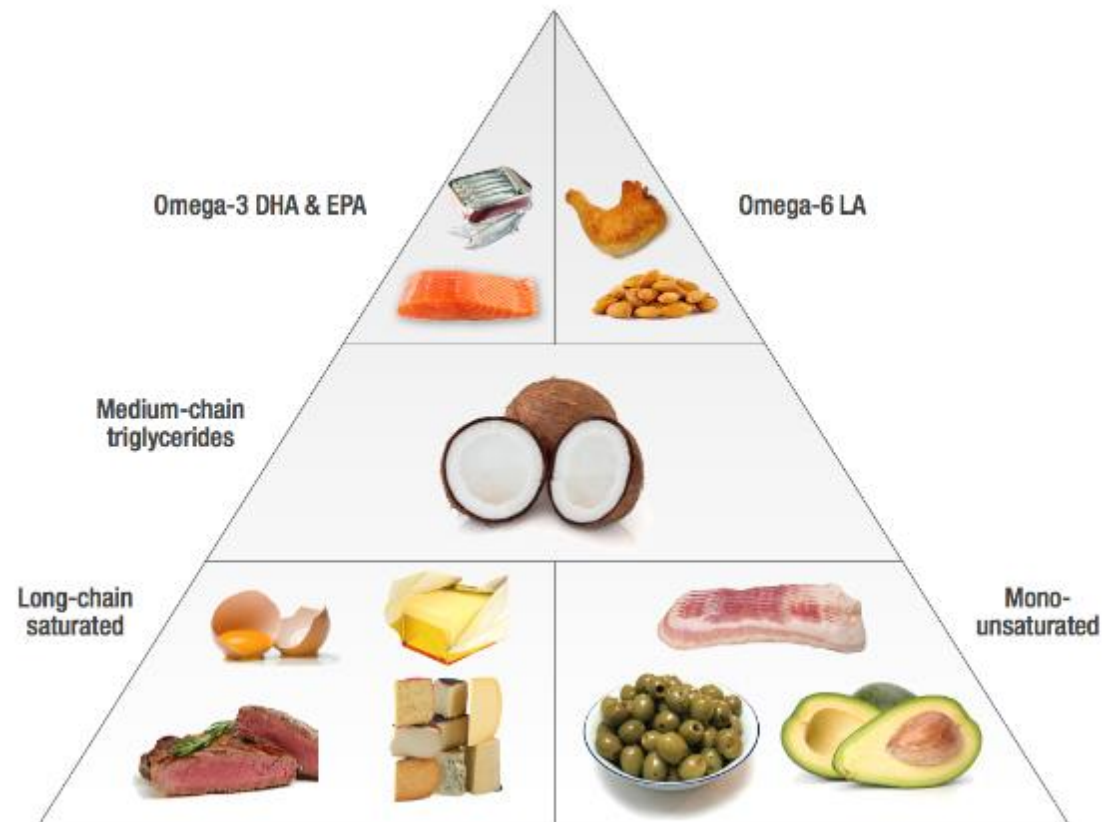 Omega-3 DHA & EPA
Omega-6 LA
Medium-chain
triglycerides
Long-chain
saturated
Mono-
unsaturated